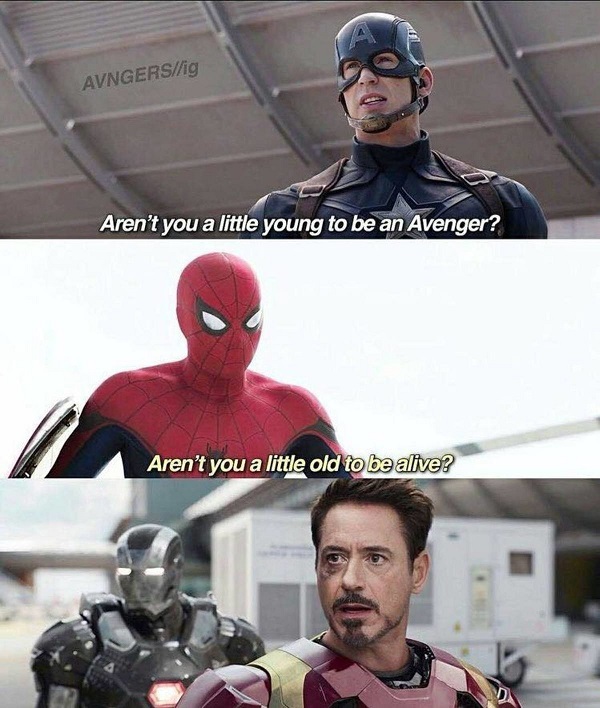 AVNGERS//ig
A
Aren't you a little young to be an Avenger?
Aren't you a little old to be alive?